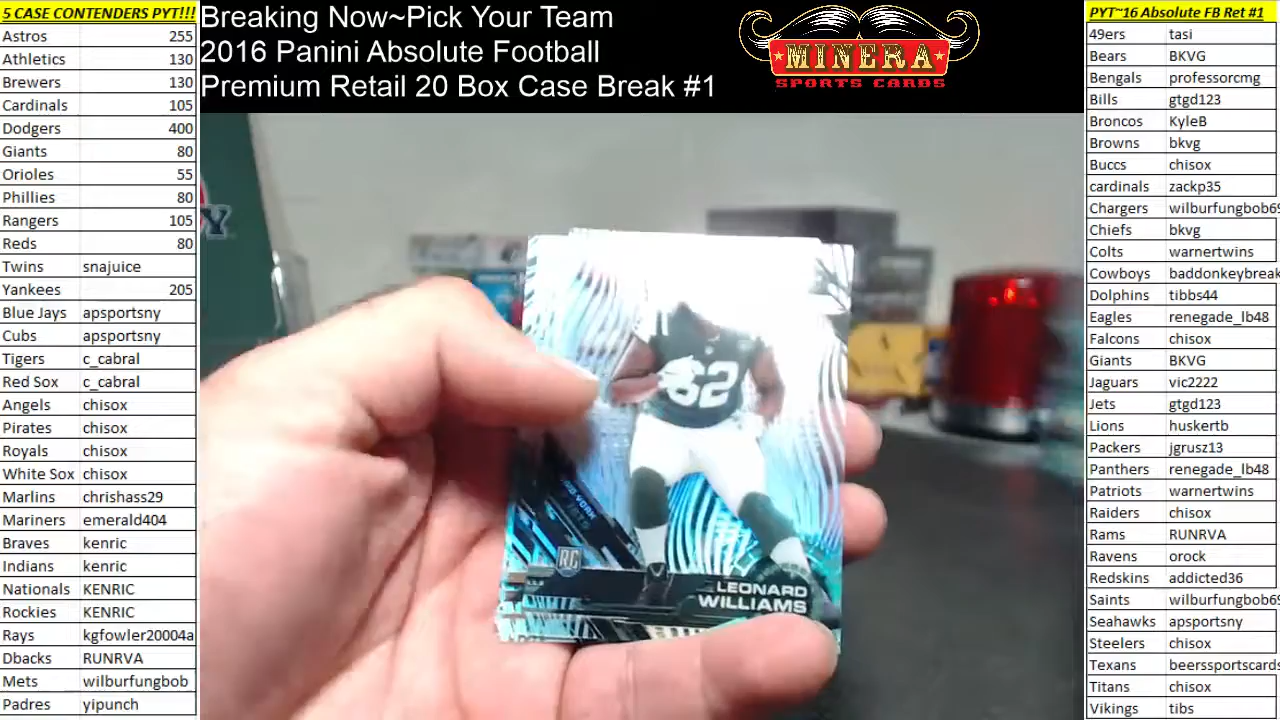 5 CASE CONTENDERS PYT!!!
Astros 255
Athletics 130
Brewers 130
Cardinals 105
Dodgers 400
Giants 80
Orioles 55
Phillies 80
Rangers 105
Reds 80
Twins snajuice
Yankees 205
Blue Jays apsportsny
Cubs apsportsny
Tigers c_cabral
Red Sox c_cabral
Angels chisox
Pirates chisox
Royals chisox
White Sox chisox
Marlins chrishass29
Mariners emerald404
Braves kenric
Indians kenric
Nationals KENRIC
Rockies KENRIC
Rays kgfowler20004a
Dbacks RUNRVA
Mets wilburfungbob
Padres yipunch
Breaking Now~Pick Your Team
2016 Panini Absolute Football
Premium Retail 20 Box Case Break #1
MINERA
SPORTS CARDS
62
NEW YORK
JETS
RC
LEONARD
WILLIAMS
PYT~16 Absolute FB Ret #1
49ers tasi
Bears BKVG
Bengals professorcmg
Bills gtgd123
Broncos KyleB
Browns bkvg
Buccs chisox
cardinals zackp35
Chargers wilburfungbob69
Chiefs bkvg
Colts warnertwins
Cowboys baddonkeybreak
Dolphins tibbs44
Eagles renegade_lb48
Falcons chisox
Giants BKVG
Jaguars vic2222
Jets gtgd123
Lions huskertb
Packers jgrusz13
Panthers renegade_lb48
Patriots warnertwins
Raiders chisox
Rams RUNRVA
Ravens orock
Redskins addicted36
Saints wilburfungbob69
Seahawks apsportsny
Steelers chisox
Texans beerssportscards
Titans chisox
Vikings tibs